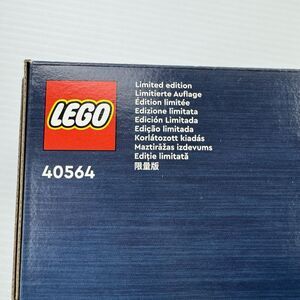 LEGO
40564
Limited edition
Limitierte Auflage
Édition limitée
Edizione limitata
Edición Limitada
Edição limitada
Korlátozott kiadás
Maztirāžas izdevums
Ediție limitată
限量版